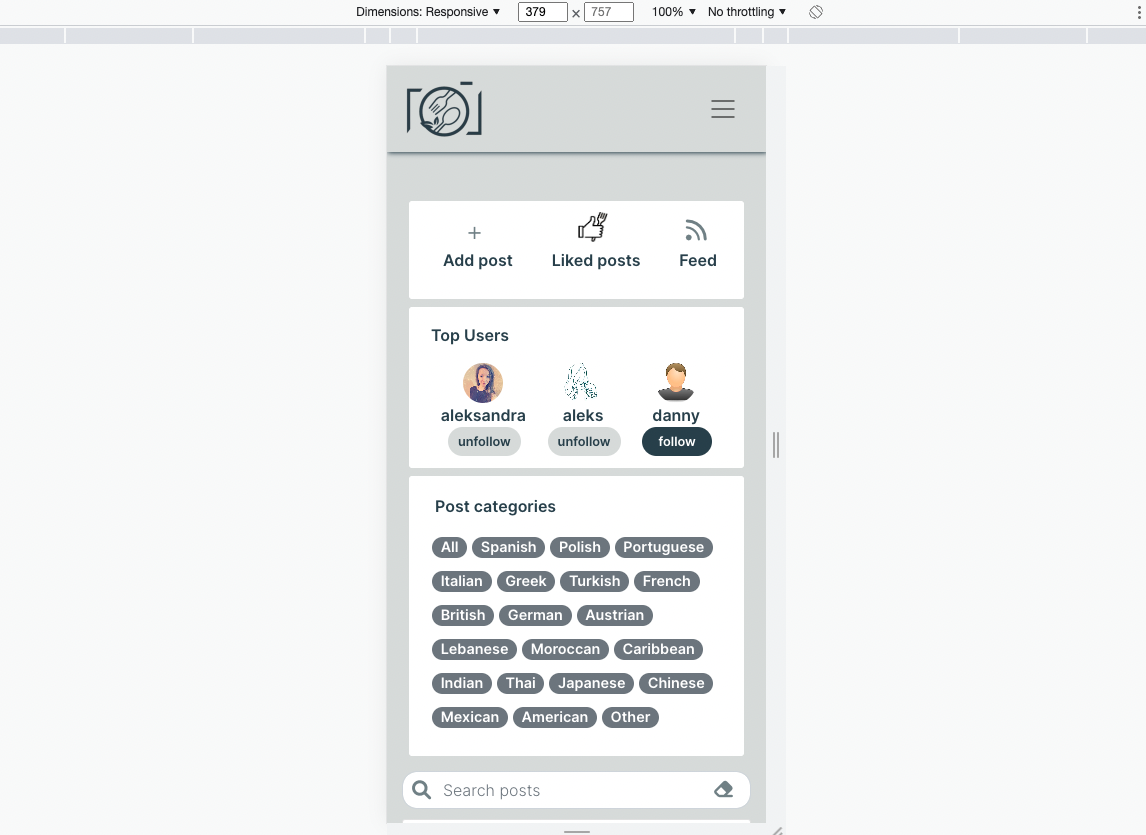 Dimensions: Responsive ▼ 379 × 757 100% ▼ No throttling ▼
Add post Liked posts Feed
Top Users
aleksandra aleks danny
unfollow unfollow follow
Post categories
All Spanish Polish Portuguese
Italian Greek Turkish French
British German Austrian
Lebanese Moroccan Caribbean
Indian Thai Japanese Chinese
Mexican American Other
Search posts